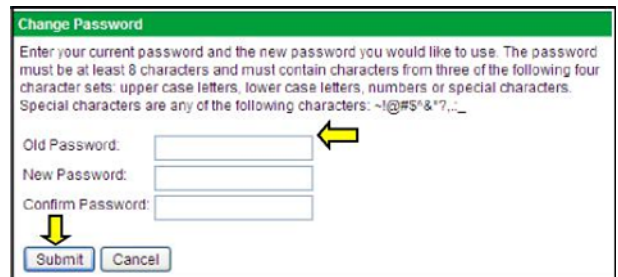 Change Password
Enter your current password and the new password you would like to use. The password
must be at least 8 characters and must contain characters from three of the following four
character sets: upper case letters, lower case letters, numbers or special characters.
Special characters are any of the following characters: ~!@#$^&*?,.:_
Old Password:
New Password:
Confirm Password:
Submit Cancel